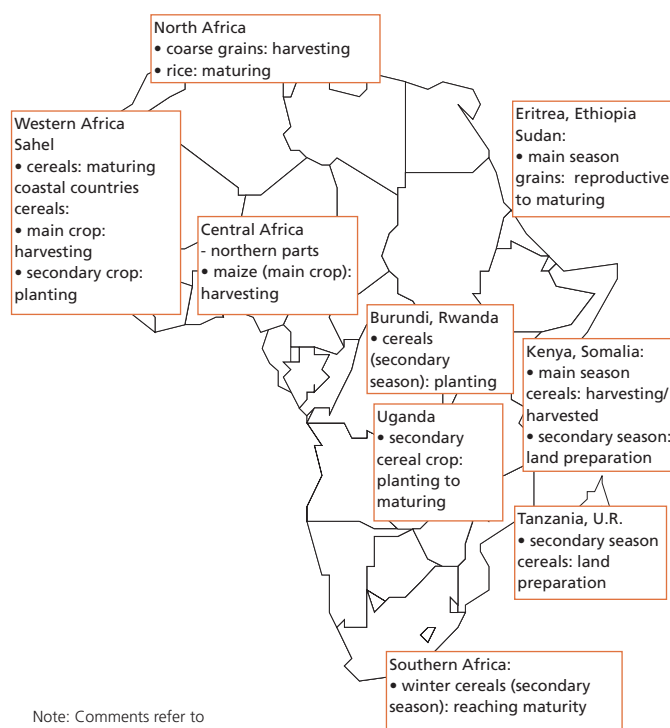 North Africa
• coarse grains: harvesting
• rice: maturing
Western Africa
Sahel
• cereals: maturing
coastal countries
cereals:
• main crop:
harvesting
• secondary crop:
planting
Eritrea, Ethiopia
Sudan:
• main season
grains: reproductive
to maturing
Central Africa
- northern parts
• maize (main crop):
harvesting
Burundi, Rwanda
• cereals
(secondary
season): planting
Kenya, Somalia:
• main season
cereals: harvesting/
harvested
• secondary season:
land preparation
Uganda
• secondary
cereal crop:
planting to
maturing
Tanzania, U.R.
• secondary season
cereals: land
preparation
Southern Africa:
• winter cereals (secondary
season): reaching maturity
Note: Comments refer to